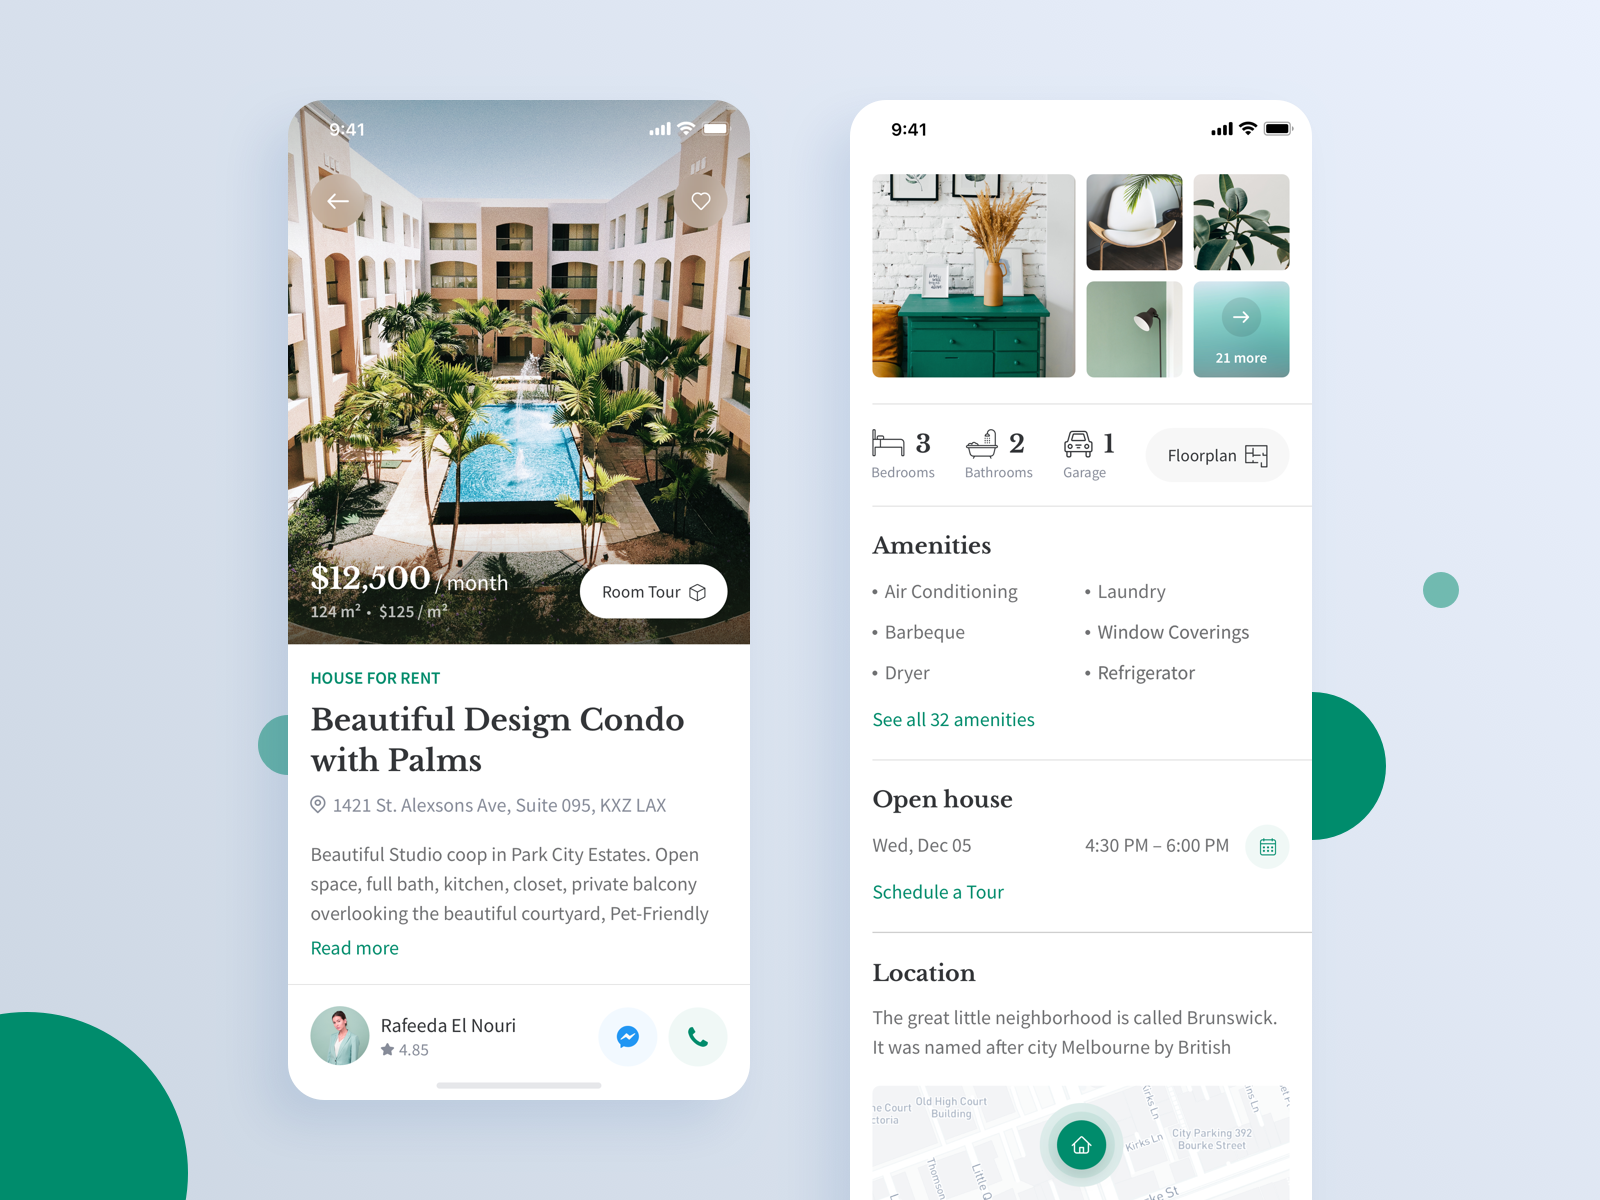 9:41
$12,500 / month
124 m² • $125 / m²
Room Tour
HOUSE FOR RENT
Beautiful Design Condo
with Palms
1421 St. Alexsons Ave, Suite 095, KXZ LAX
Beautiful Studio coop in Park City Estates. Open
space, full bath, kitchen, closet, private balcony
overlooking the beautiful courtyard, Pet-Friendly
Read more
Rafeeda El Nouri
4.85
9:41
21 more
3
Bedrooms
2
Bathrooms
1
Garage
Floorplan
Amenities
• Air Conditioning
• Laundry
• Barbeque
• Window Coverings
• Dryer
• Refrigerator
See all 32 amenities
Open house
Wed, Dec 05
4:30 PM – 6:00 PM
Schedule a Tour
Location
The great little neighborhood is called Brunswick.
It was named after city Melbourne by British
ne Court
ctoria
Old High Court
Building
Kirks Ln
ns Ln
City Parking 392
Bourke Street
Kirks Ln
Thomson
Little
ke St